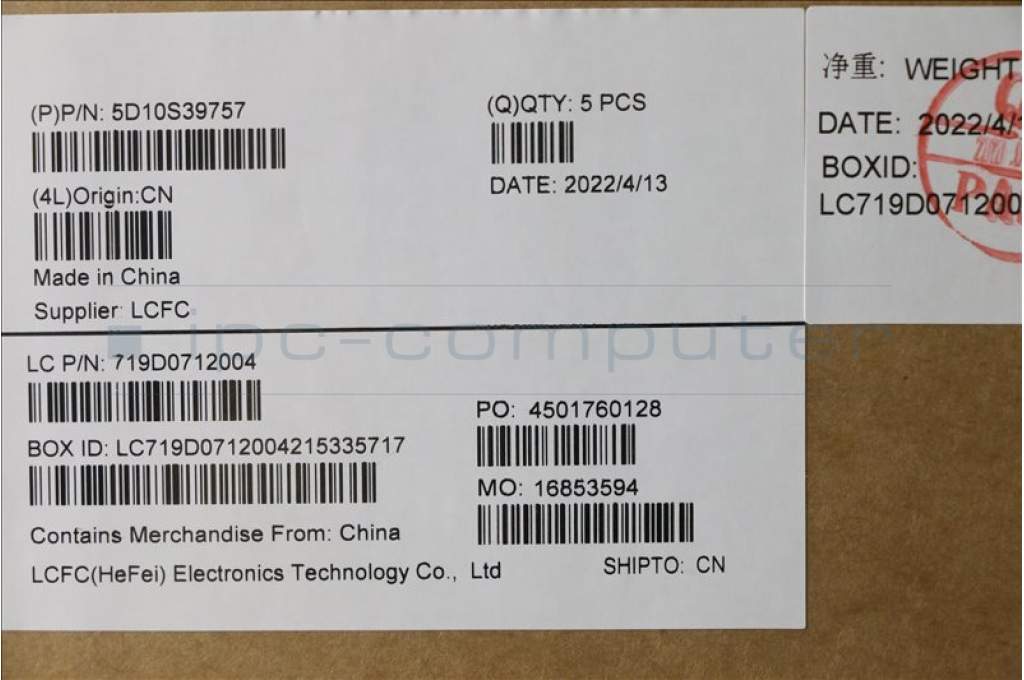 (P)P/N: 5D10S39757
(Q)QTY: 5 PCS
DATE: 2022/4/13
(4L)Origin:CN
Made in China
Supplier: LCFC
净重: WEIGHT
DATE: 2022/4/1
BOXID:
LC719D071200
ipc-computer
LC P/N: 719D0712004
PO: 4501760128
BOX ID: LC719D0712004215335717
MO: 16853594
Contains Merchandise From: China
LCFC(HeFei) Electronics Technology Co., Ltd
SHIPTO: CN